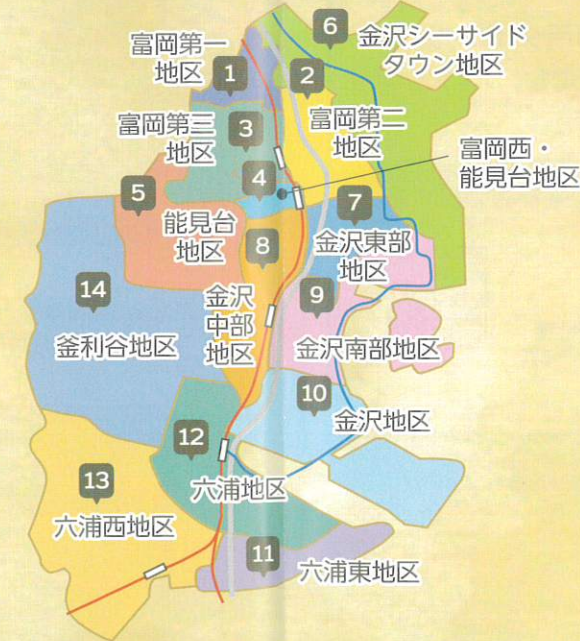 富岡第一
地区
1
2
6
金沢シーサイド
タウン地区
富岡第三
地区
3
富岡第二
地区
富岡西・
能見台地区
4
5
能見台
地区
7
金沢東部
地区
8
金沢
中部
地区
14
釜利谷地区
9
金沢南部地区
10
金沢地区
12
六浦地区
13
六浦西地区
11
六浦東地区